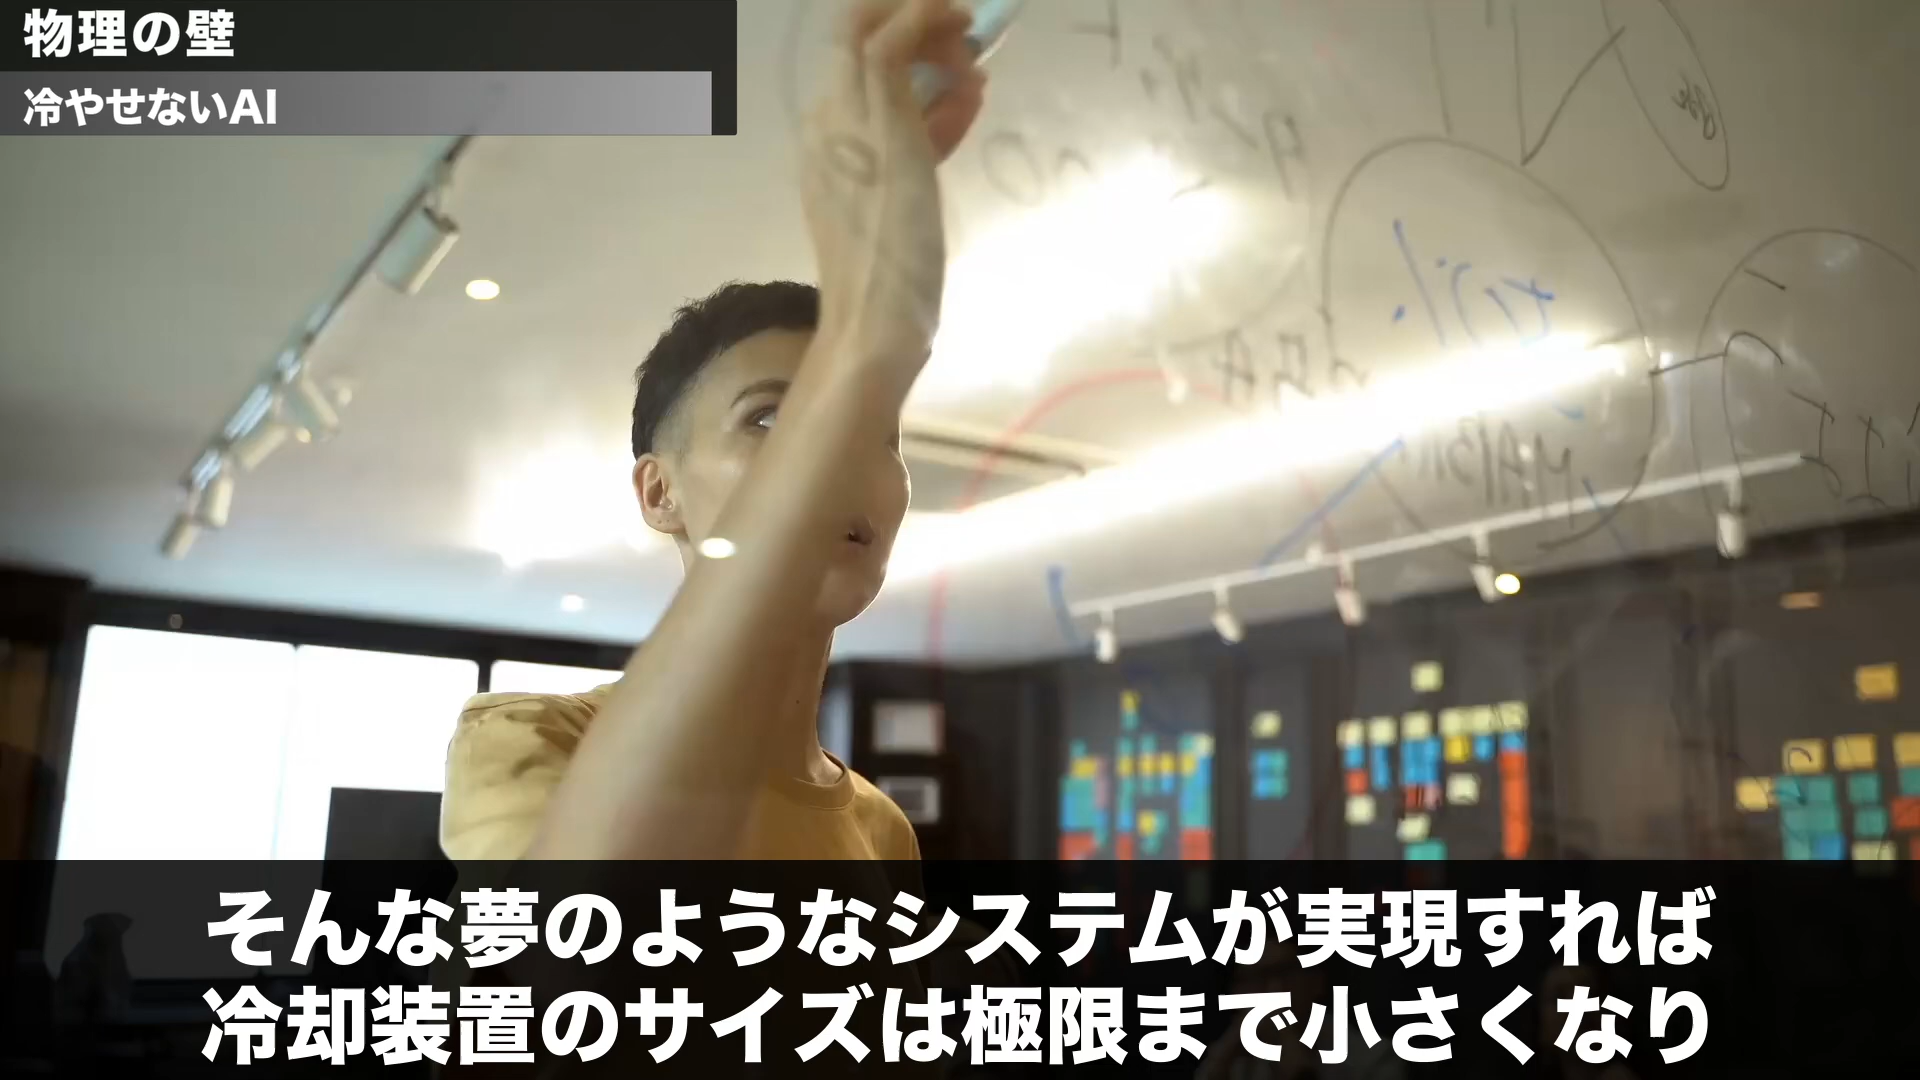 物理の壁
冷やせないAI
そんな夢のようなシステムが実現すれば
冷却装置のサイズは極限まで小さくなり